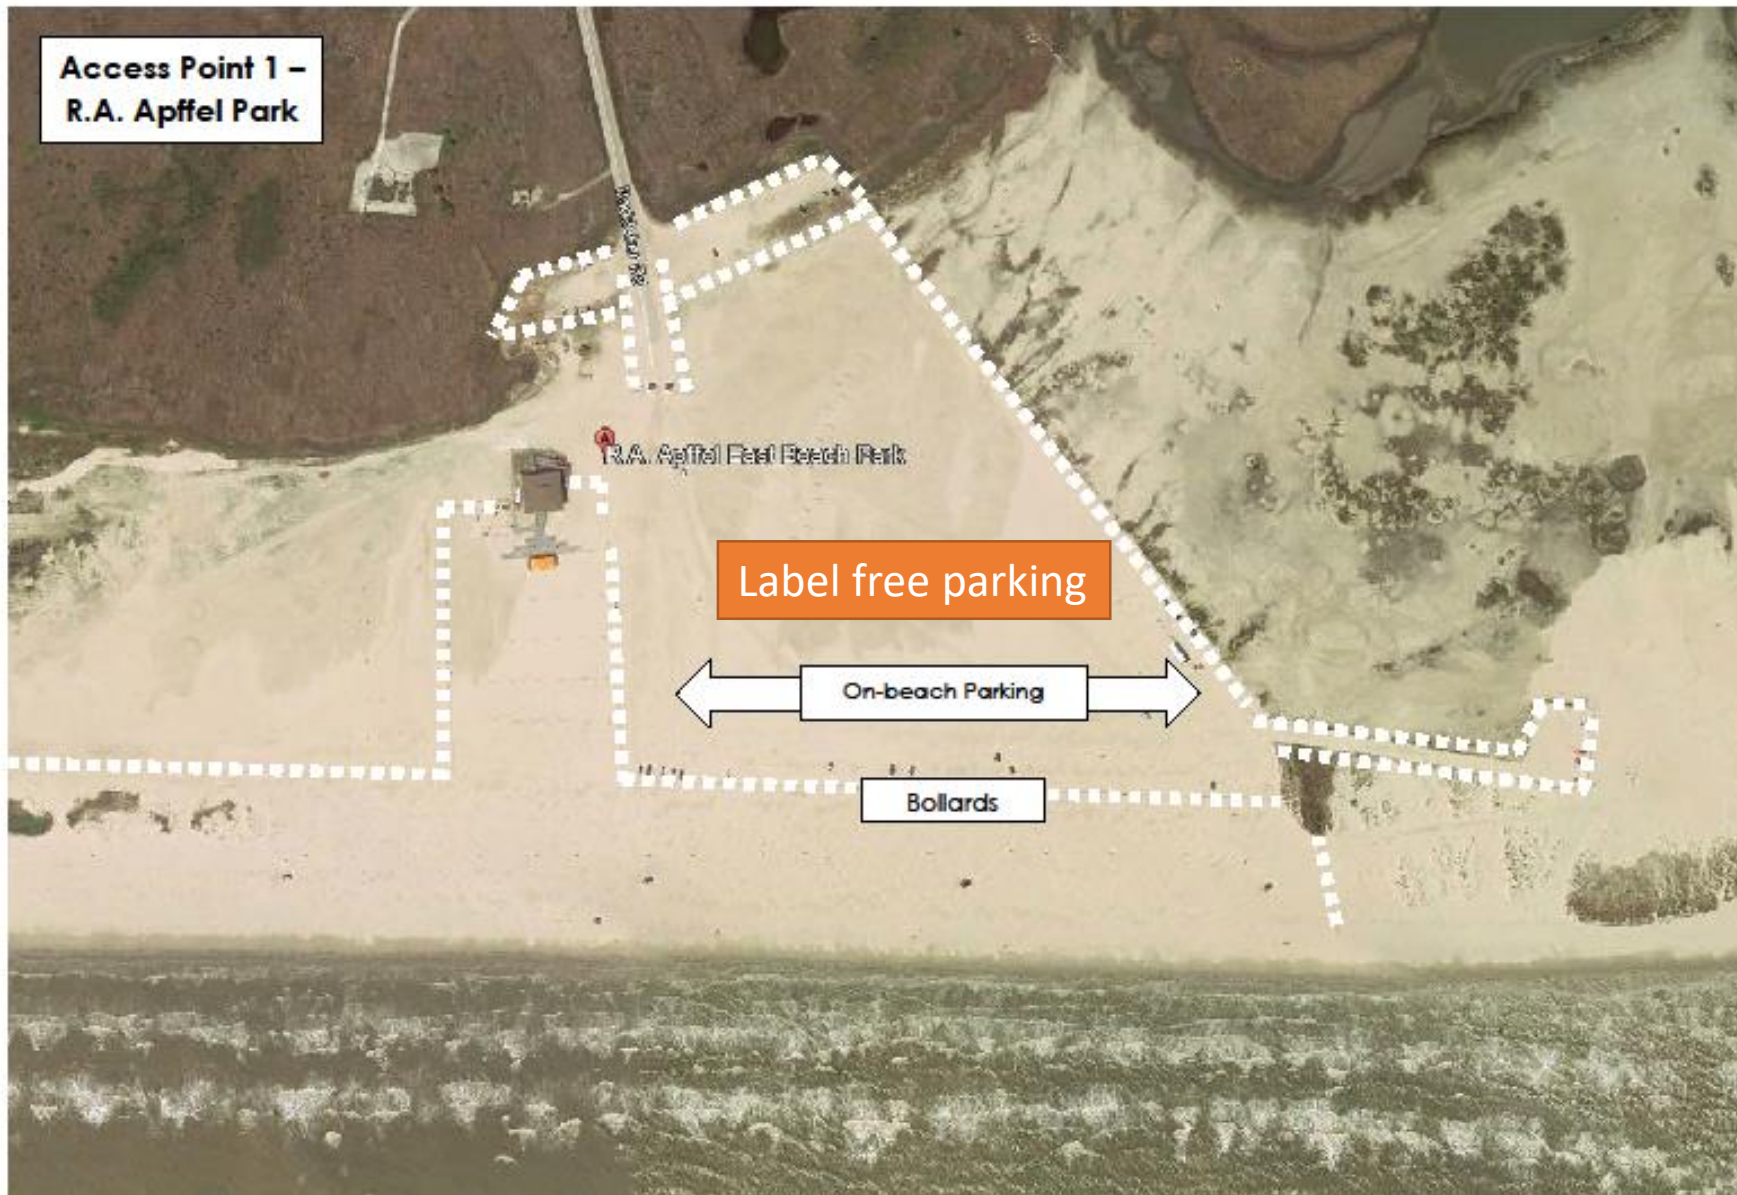 Access Point 1 –
R.A. Apffel Park
A
R.A. Apffel East Beach Park
Label free parking
On-beach Parking
Bollards